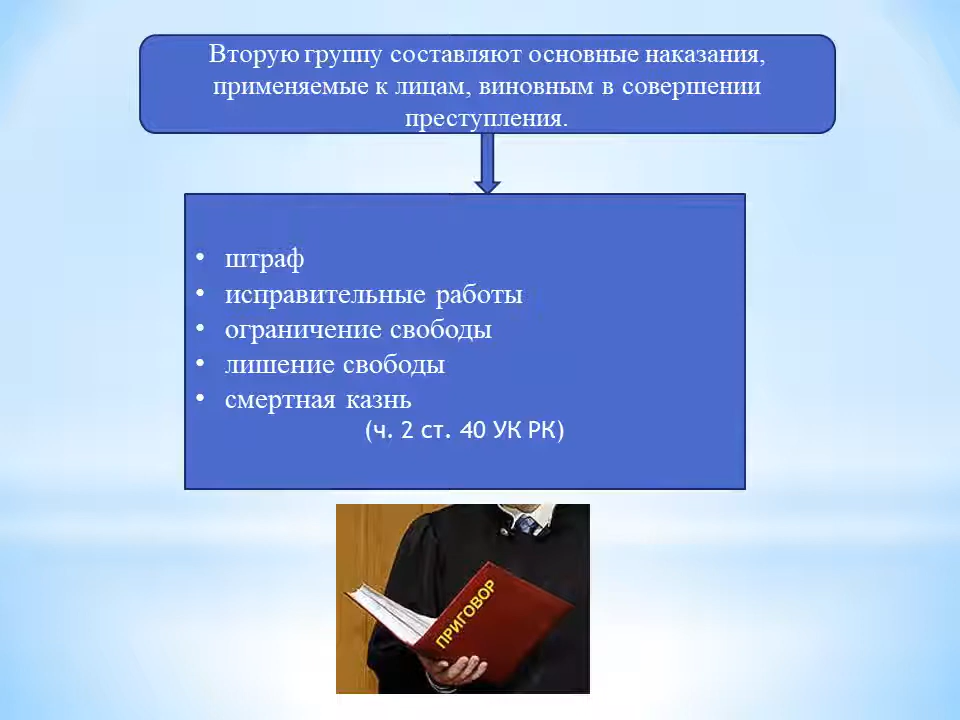 Вторую группу составляют основные наказания,
применяемые к лицам, виновным в совершении
преступления.
• штраф
• исправительные работы
• ограничение свободы
• лишение свободы
• смертная казнь
(ч. 2 ст. 40 УК РК)
ПРИГОВОР